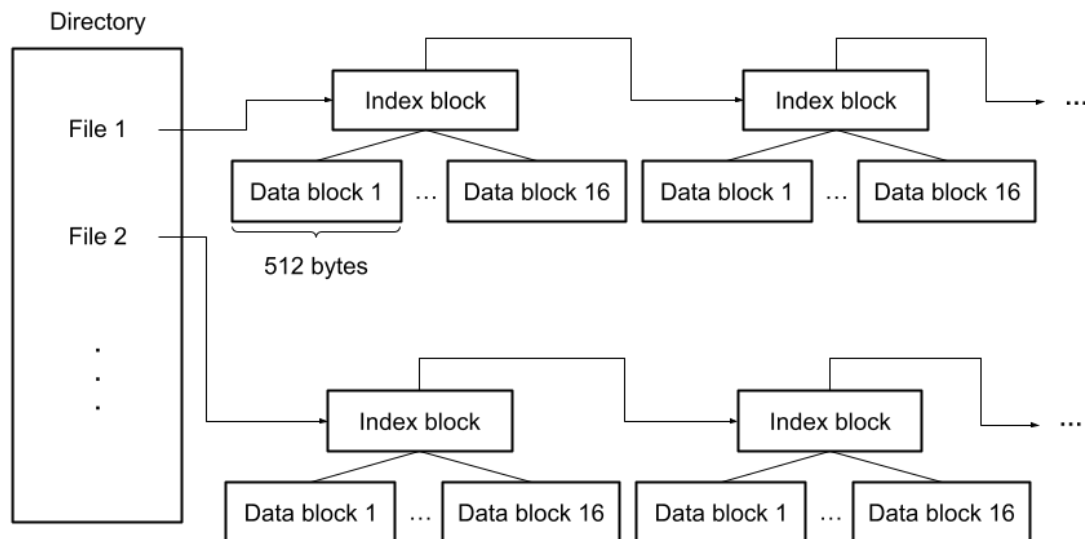 Directory
File 1
Index block
Index block
...
Data block 1
...
Data block 16
Data block 1
...
Data block 16
File 2
512 bytes
.
.
.
Index block
Index block
...
Data block 1
...
Data block 16
Data block 1
...
Data block 16